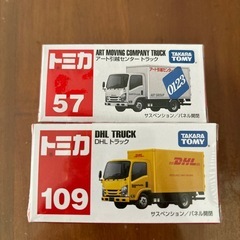 トミカ
57
ART MOVING COMPANY TRUCK
アート引越センター トラック
TAKARA TOMY
0123
サスペンション/パネル開閉
トミカ
109
DHL TRUCK
DHL トラック
TAKARA TOMY
DHL
サスペンション/パネル開閉